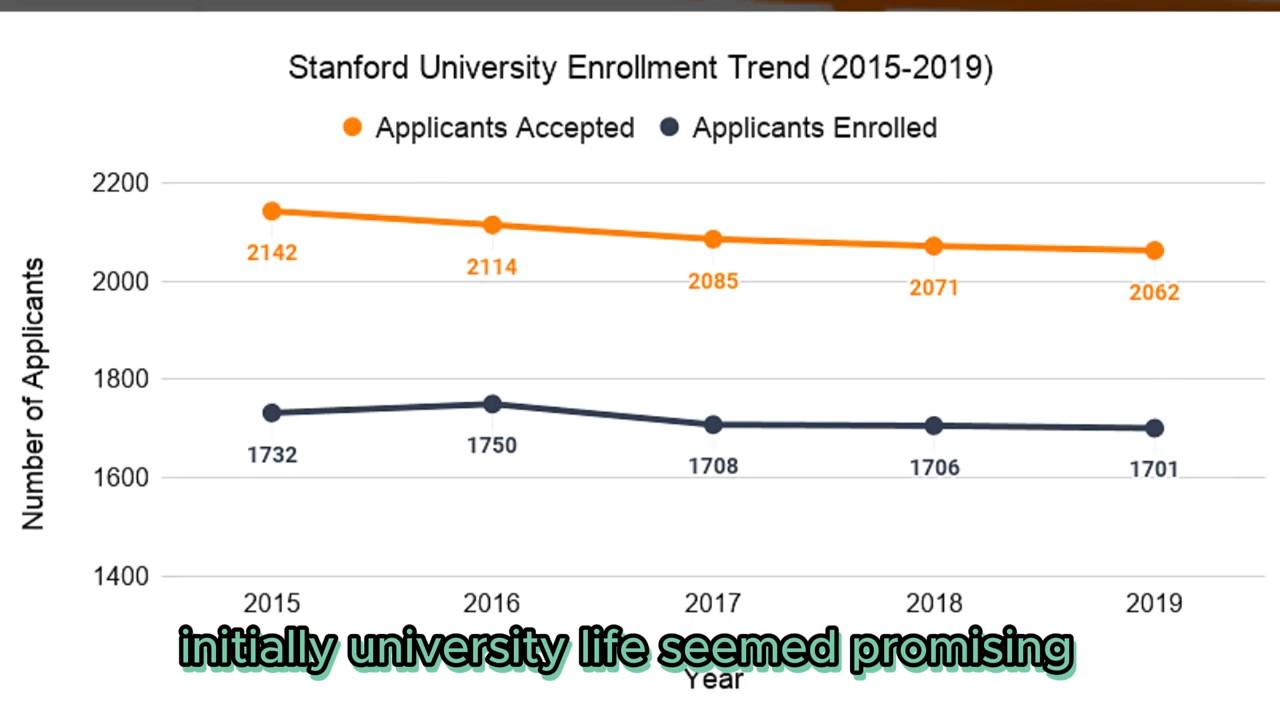 Stanford University Enrollment Trend (2015-2019)
Applicants Accepted Applicants Enrolled
Number of Applicants
2200
2000
1800
1600
1400
2142 2114 2085 2071 2062
1732 1750 1708 1706 1701
2015 2016 2017 2018 2019
initially university life seemed promising
Year